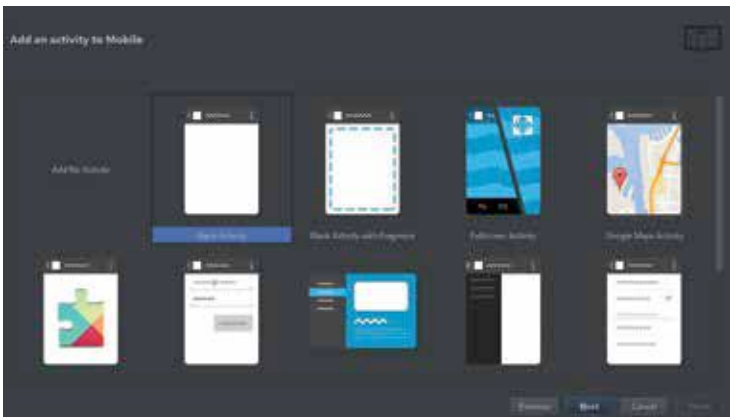 Add an activity to Mobile
Add No Activity
Blank Activity
Blank Activity with Fragment
Fullscreen Activity
Google Maps Activity
Previous
Next
Cancel
Finish